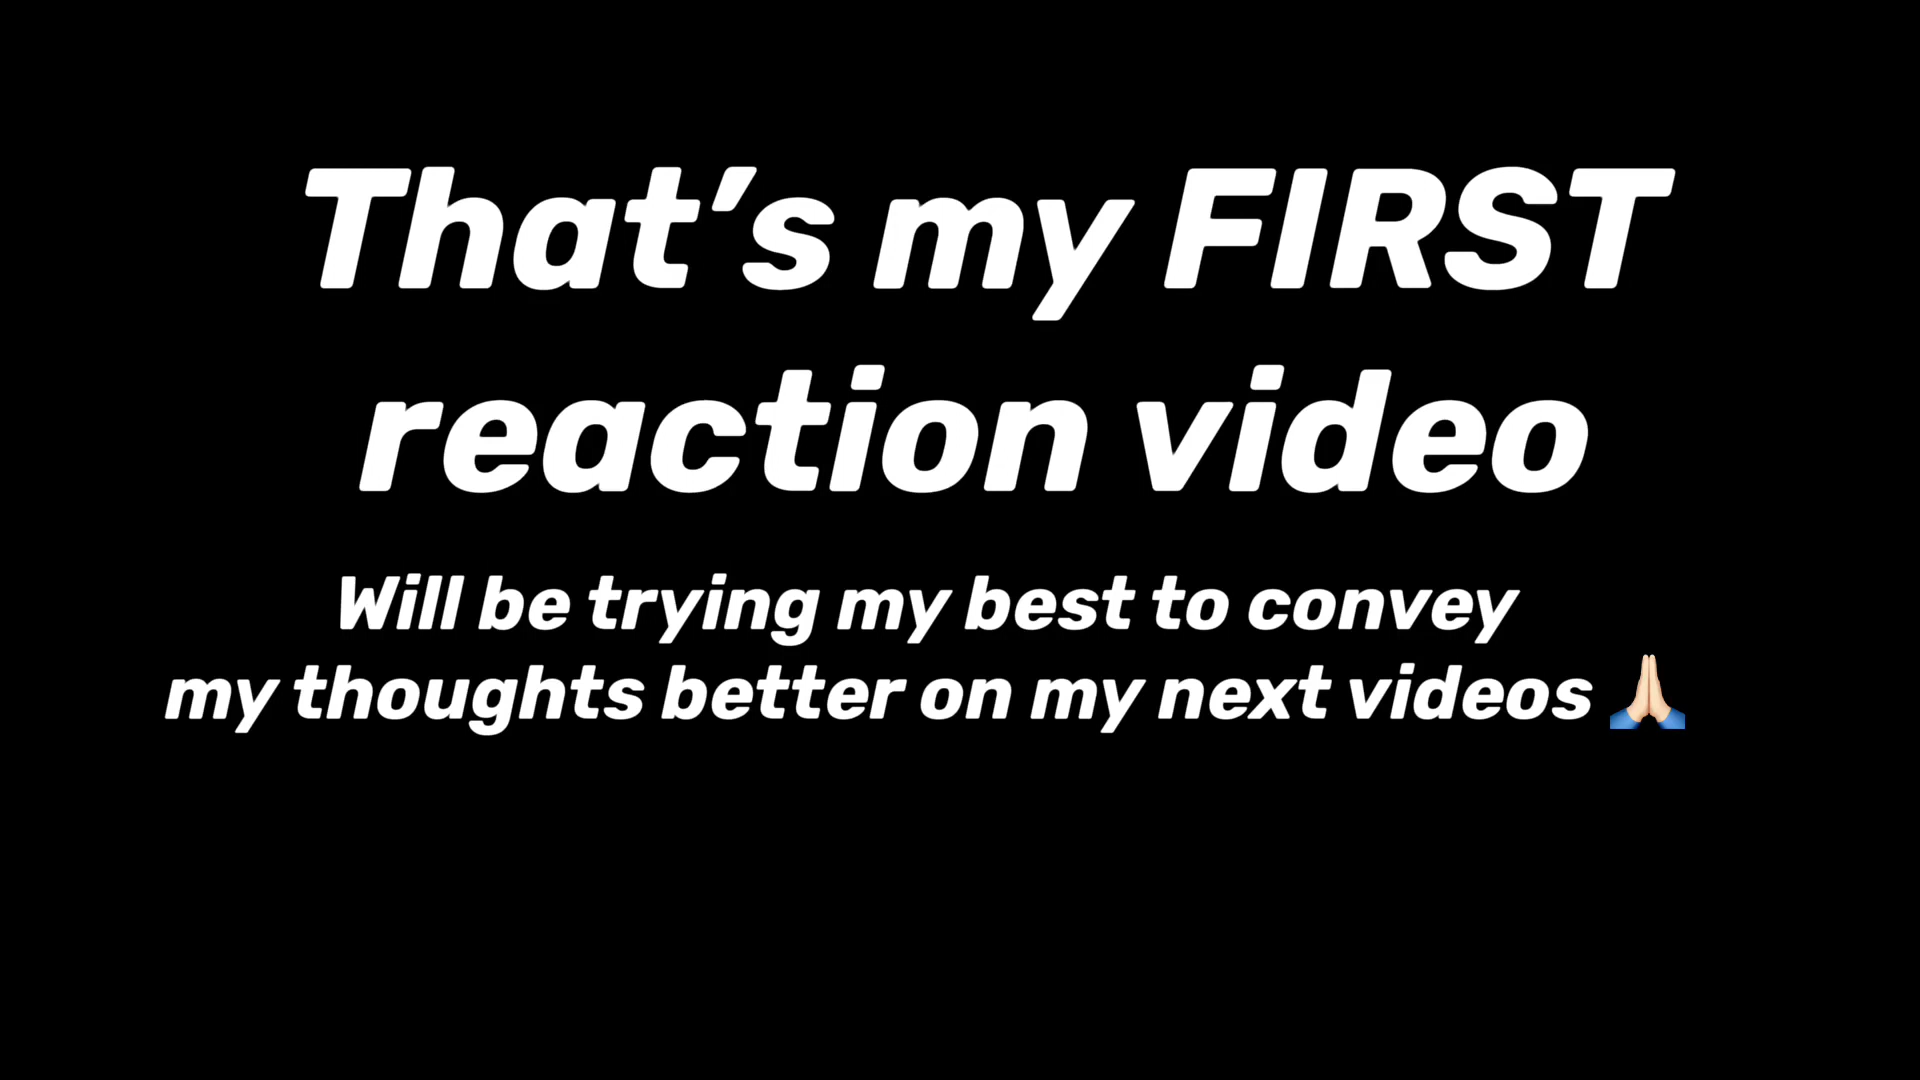 That’s my FIRST
reaction video
Will be trying my best to convey
my thoughts better on my next videos 🙏🏻